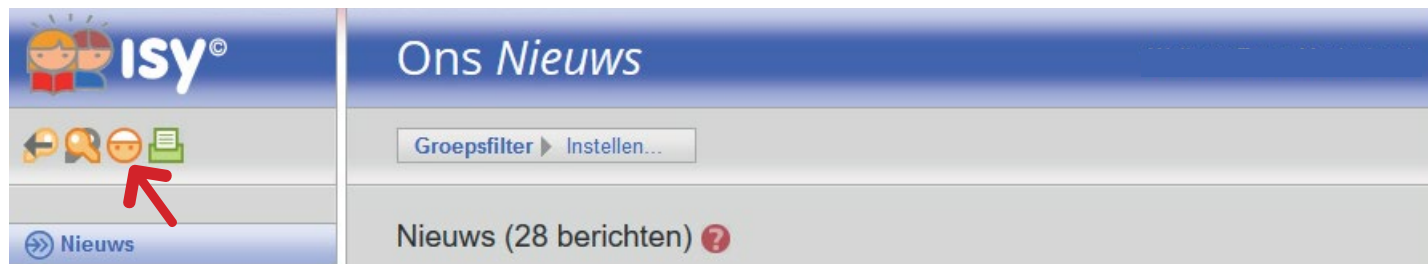 ISY©
Ons Nieuws
Groepsfilter Instellen...
Nieuws
Nieuws (28 berichten) ?